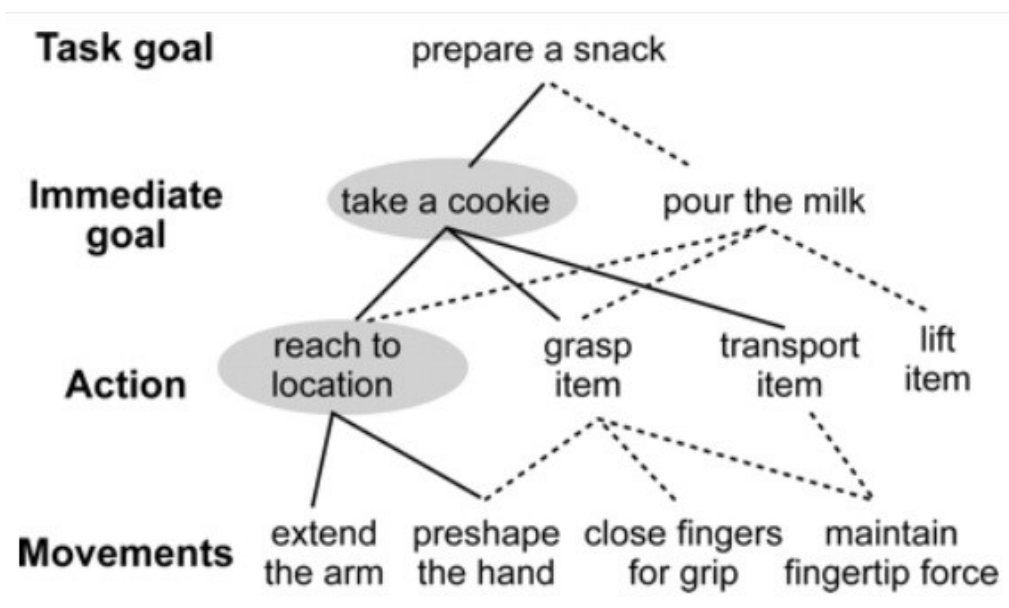 Task goal
prepare a snack
Immediate
goal
take a cookie
pour the milk
Action
reach to
location
grasp
item
transport
item
lift
item
Movements
extend
the arm
preshape
the hand
close fingers
for grip
maintain
fingertip force